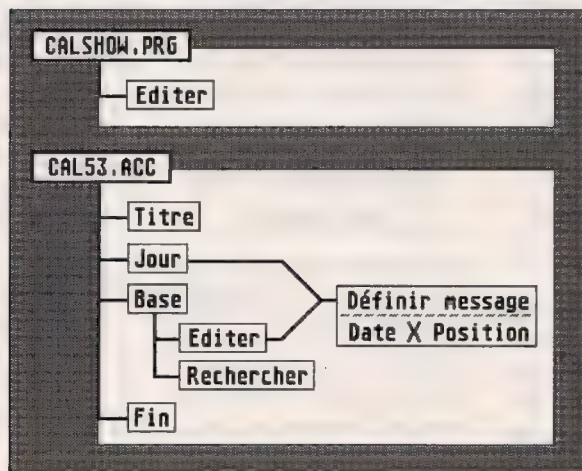 CALSHOW.PRG
Editer
CAL53.ACC
Titre
Jour
Base
Définir message
Date X Position
Editer
Rechercher
Fin